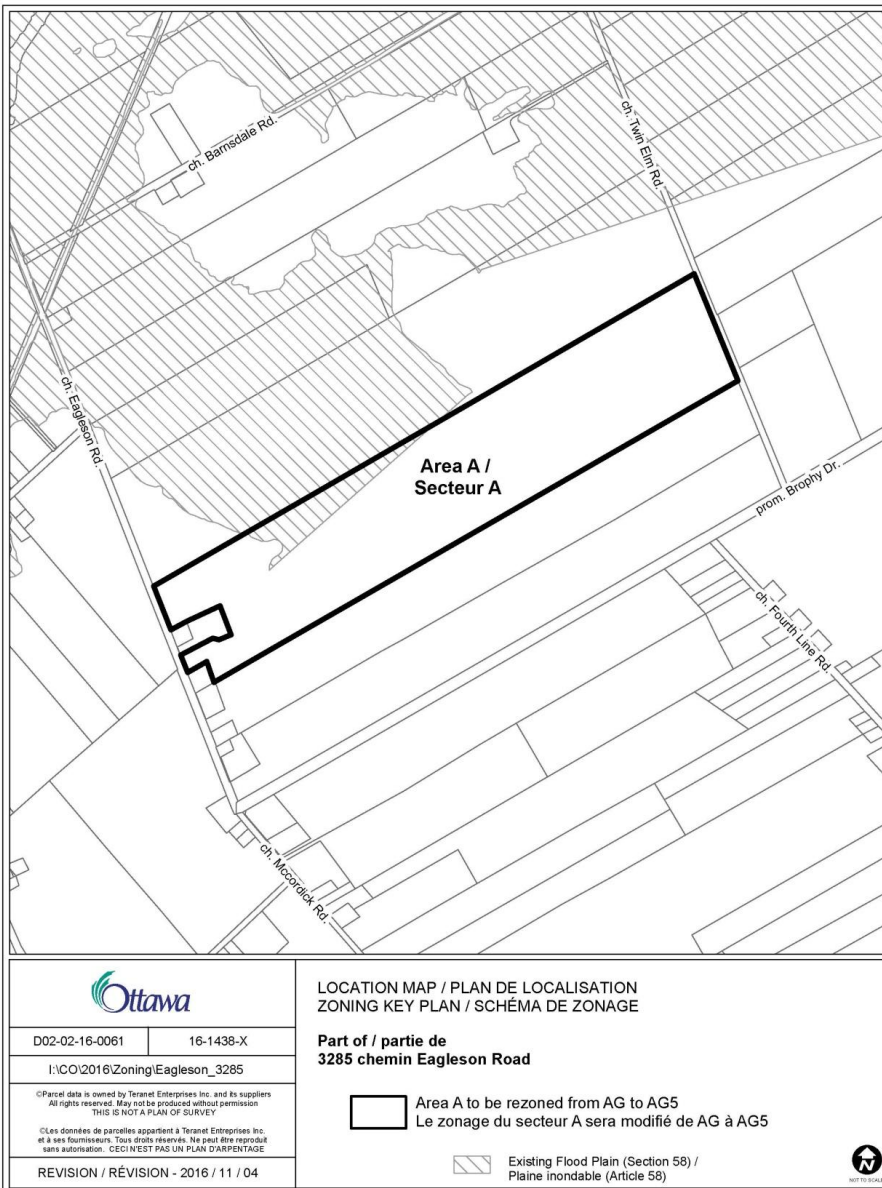 ch. Barnsdale Rd.
ch. Twin Elm Rd.
ch. Eagleson Rd.
Area A /
Secteur A
prom. Brophy Dr.
ch. Fourth Line Rd.
ch. Mccordick Rd.
Ottawa
D02-02-16-0061
16-1438-X
I:\CO\2016\Zoning\Eagleson_3285
©Parcel data is owned by Teranet Enterprises Inc. and its suppliers
All rights reserved. May not be produced without permission
THIS IS NOT A PLAN OF SURVEY
©Les données de parcelles appartient à Teranet Entreprises Inc.
et à ses fournisseurs. Tous droits réservés. Ne peut être reproduit
sans autorisation. CECI N'EST PAS UN PLAN D'ARPENTAGE
REVISION / RÉVISION - 2016 / 11 / 04
LOCATION MAP / PLAN DE LOCALISATION
ZONING KEY PLAN / SCHÉMA DE ZONAGE
Part of / partie de
3285 chemin Eagleson Road
Area A to be rezoned from AG to AG5
Le zonage du secteur A sera modifié de AG à AG5
Existing Flood Plain (Section 58) /
Plaine inondable (Article 58)
N
NOT TO SCALE